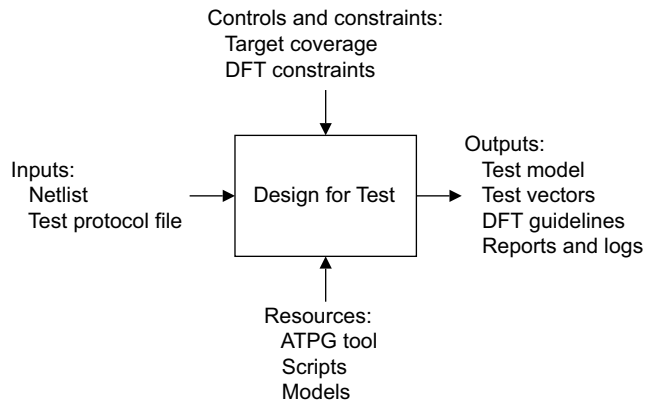 Controls and constraints:
Target coverage
DFT constraints
Inputs:
Netlist
Test protocol file
Design for Test
Outputs:
Test model
Test vectors
DFT guidelines
Reports and logs
Resources:
ATPG tool
Scripts
Models